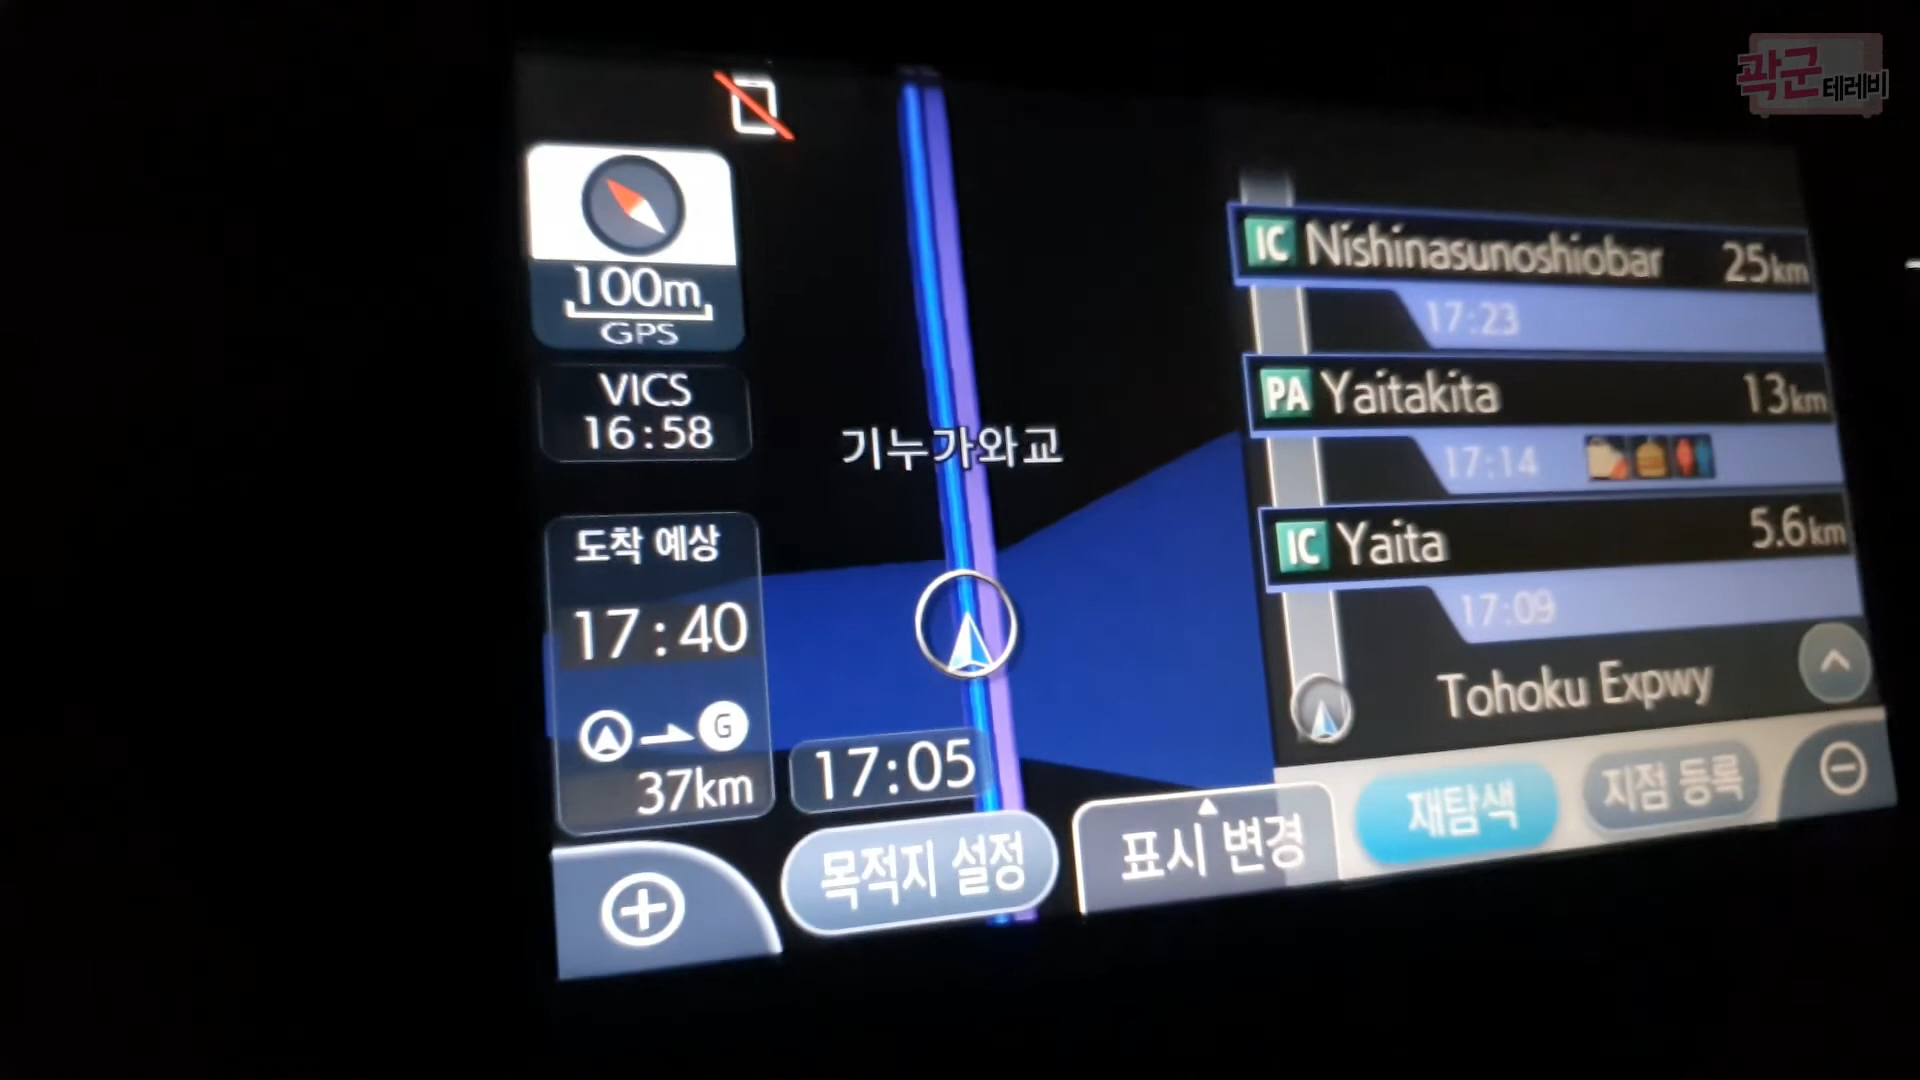 곽군
테레비
100m
GPS
VICS
16:58
기누가와교
도착 예상
17:40
G
37km
17:05
목적지 설정
표시 변경
IC Nishinasunoshiobar 25km
17:23
PA Yaitakita 13km
17:14
IC Yaita 5.6km
17:09
Tohoku Expwy
재탐색
지점 등록